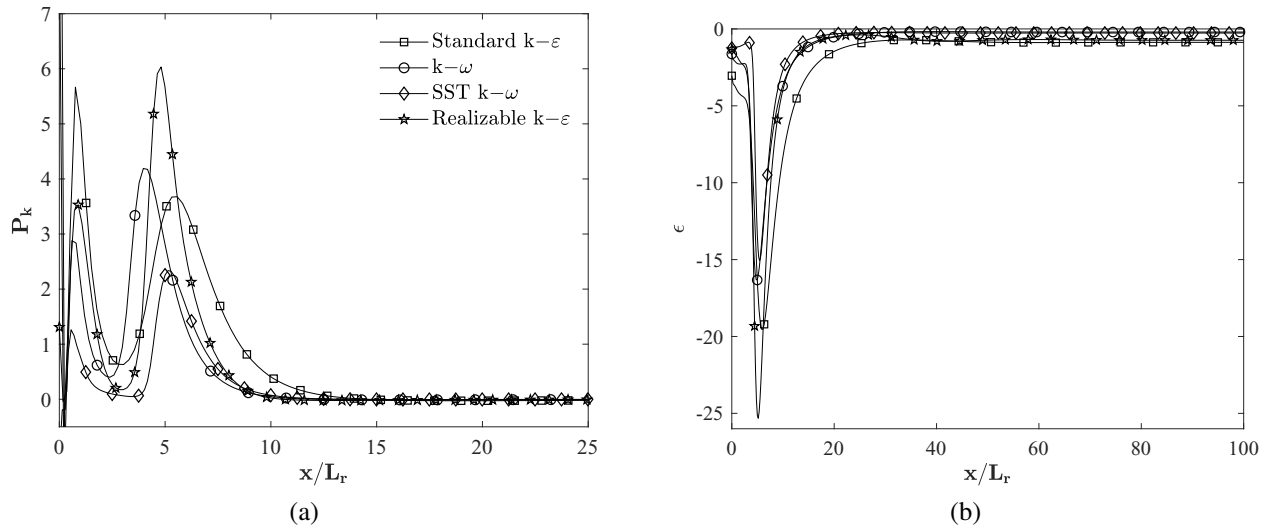 7
6
5
4
3
2
1
0
P_k
0 5 10 15 20 25
x/L_r
Standard k−ε
k−ω
SST k−ω
Realizable k−ε
(a)
0
-5
-10
-15
-20
-25
ϵ
0 20 40 60 80 100
x/L_r
(b)